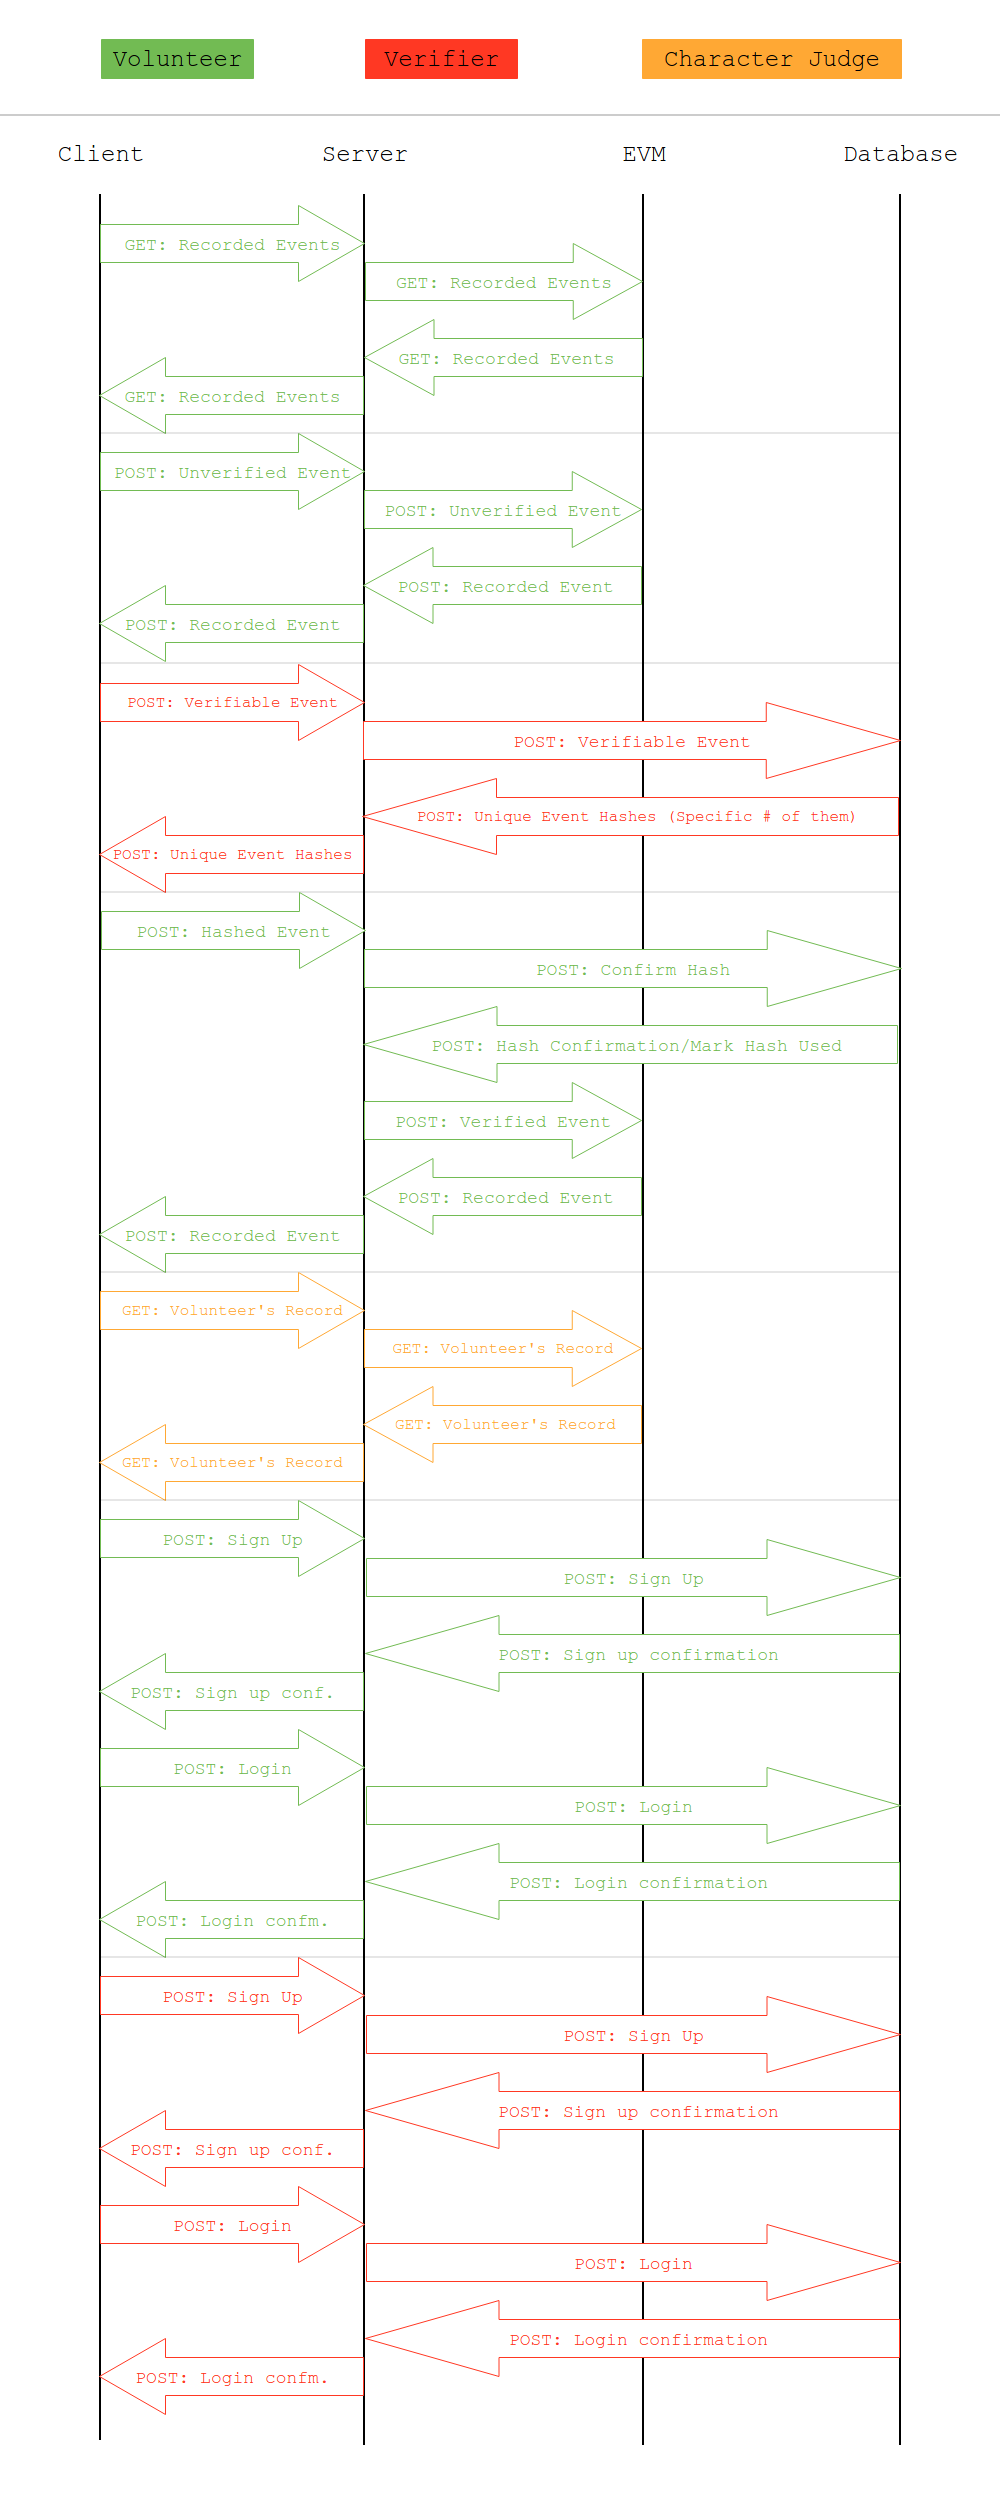 Volunteer
Verifier
Character Judge
Client
Server
EVM
Database
GET: Recorded Events
GET: Recorded Events
GET: Recorded Events
GET: Recorded Events
POST: Unverified Event
POST: Unverified Event
POST: Recorded Event
POST: Recorded Event
POST: Verifiable Event
POST: Verifiable Event
POST: Unique Event Hashes (Specific # of them)
POST: Unique Event Hashes
POST: Hashed Event
POST: Confirm Hash
POST: Hash Confirmation/Mark Hash Used
POST: Verified Event
POST: Recorded Event
POST: Recorded Event
GET: Volunteer's Record
GET: Volunteer's Record
GET: Volunteer's Record
GET: Volunteer's Record
POST: Sign Up
POST: Sign Up
POST: Sign up confirmation
POST: Sign up conf.
POST: Login
POST: Login
POST: Login confirmation
POST: Login confm.
POST: Sign Up
POST: Sign Up
POST: Sign up confirmation
POST: Sign up conf.
POST: Login
POST: Login
POST: Login confirmation
POST: Login confm.